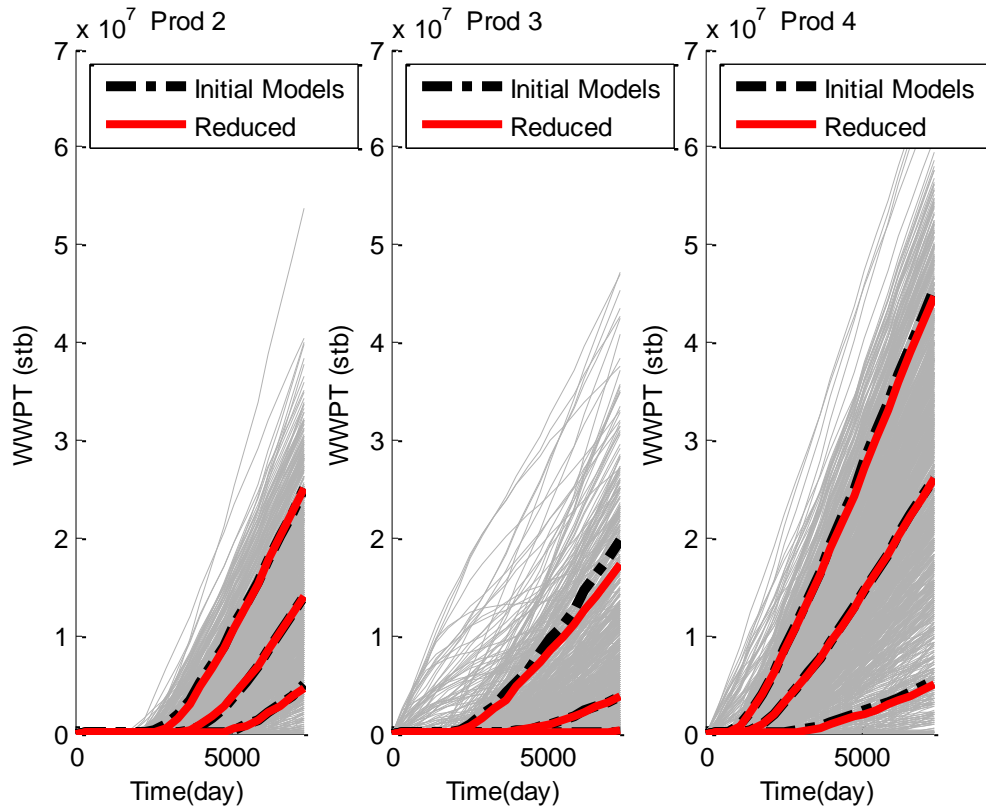 x 10^7 Prod 2
7
6
5
4
3
2
1
0
0 5000
Time(day)
WWPT (stb)
Initial Models
Reduced
x 10^7 Prod 3
7
6
5
4
3
2
1
0
0 5000
Time(day)
WWPT (stb)
Initial Models
Reduced
x 10^7 Prod 4
7
6
5
4
3
2
1
0
0 5000
Time(day)
WWPT (stb)
Initial Models
Reduced